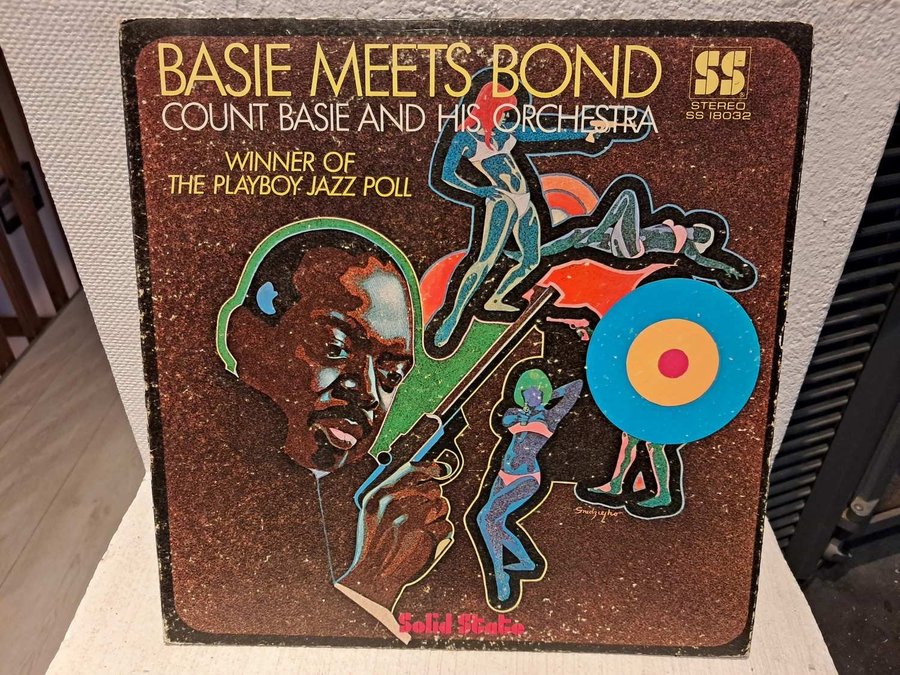 BASIE MEETS BOND
COUNT BASIE AND HIS ORCHESTRA
SS
STEREO
SS 18032
WINNER OF
THE PLAYBOY JAZZ POLL
Solid State